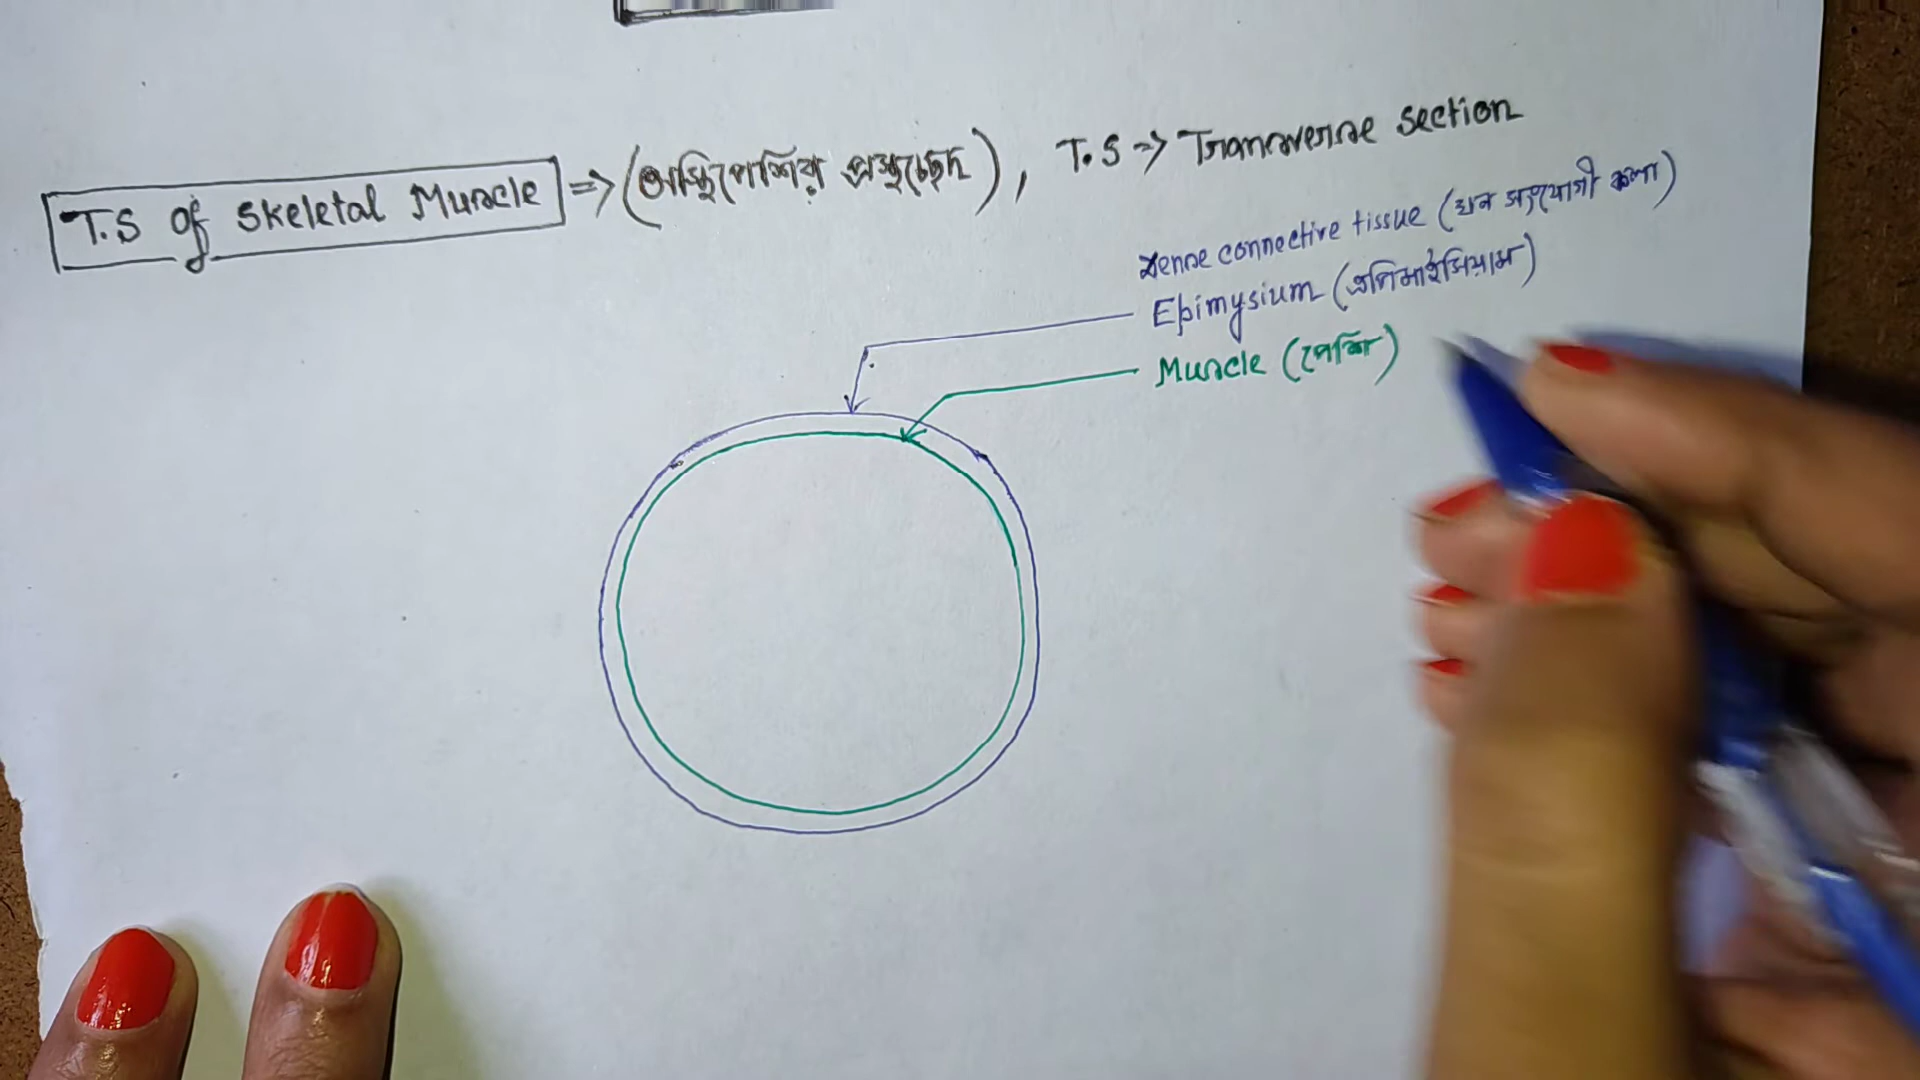 T.S Of Skeletal Muscle => (অস্থিপেশির প্রস্থচ্ছেদ), T.S => Transverse section
Dense connective tissue (ঘন সংযোগী কলা)
Epimysium (এপিমাইসিয়াম)
Muscle (পেশি)